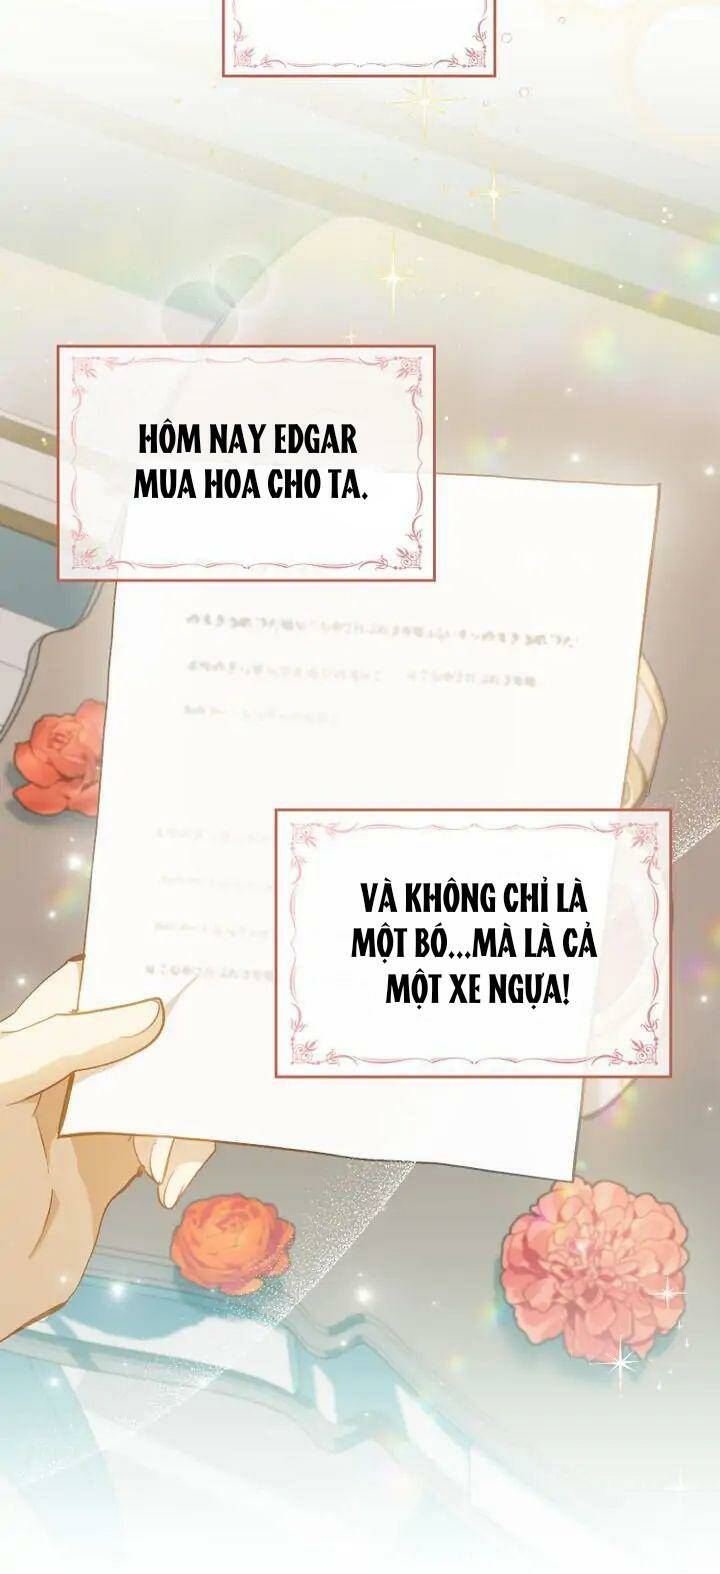 HÔM NAY EDGAR
MUA HOA CHO TA.
VÀ KHÔNG CHỈ LÀ
MỘT BÓ...MÀ LÀ CẢ
MỘT XE NGỰA!